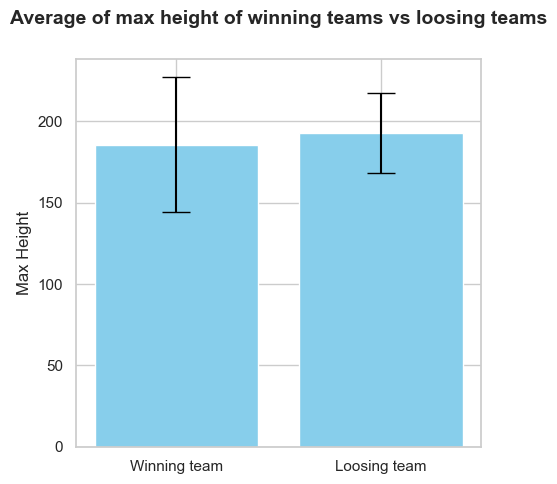 Average of max height of winning teams vs loosing teams
Max Height
200
150
100
50
0
Winning team
Loosing team